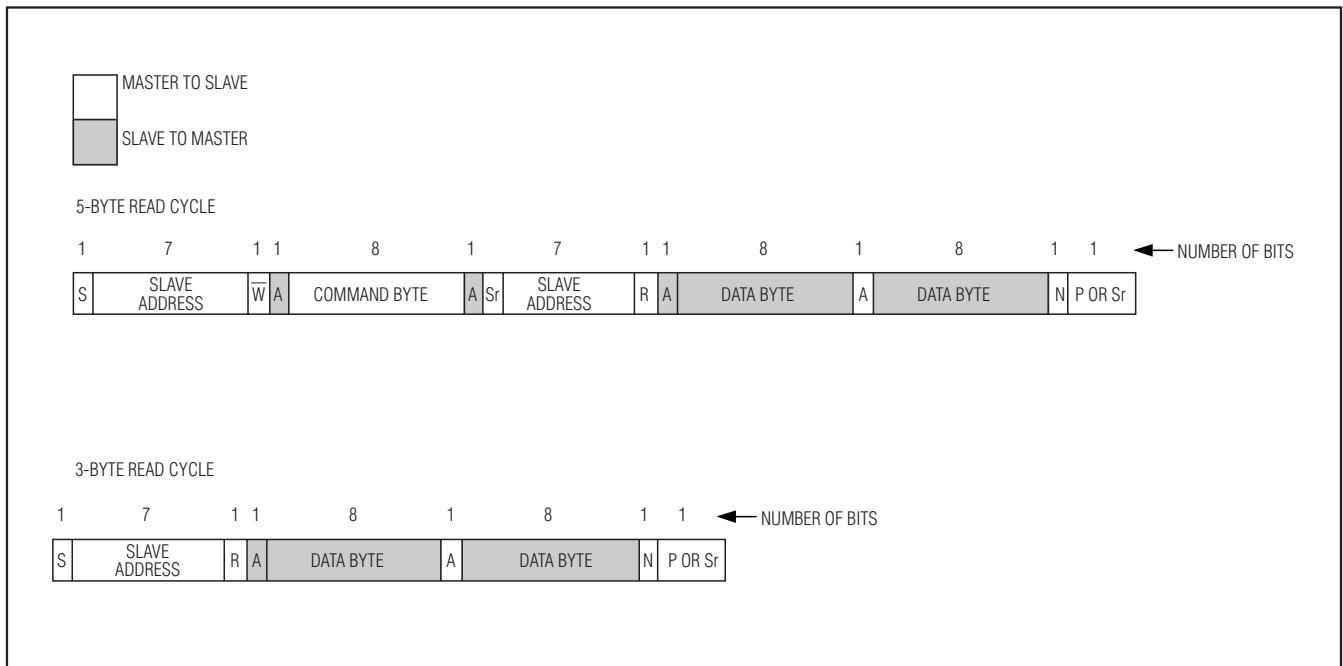 MASTER TO SLAVE
SLAVE TO MASTER
5-BYTE READ CYCLE
1 7 1 1 8 1 7 1 1 8 1 8 1 1 NUMBER OF BITS
S SLAVE ADDRESS W̅ A COMMAND BYTE A Sr SLAVE ADDRESS R A DATA BYTE A DATA BYTE N P OR Sr
3-BYTE READ CYCLE
1 7 1 1 8 1 8 1 1 NUMBER OF BITS
S SLAVE ADDRESS R A DATA BYTE A DATA BYTE N P OR Sr